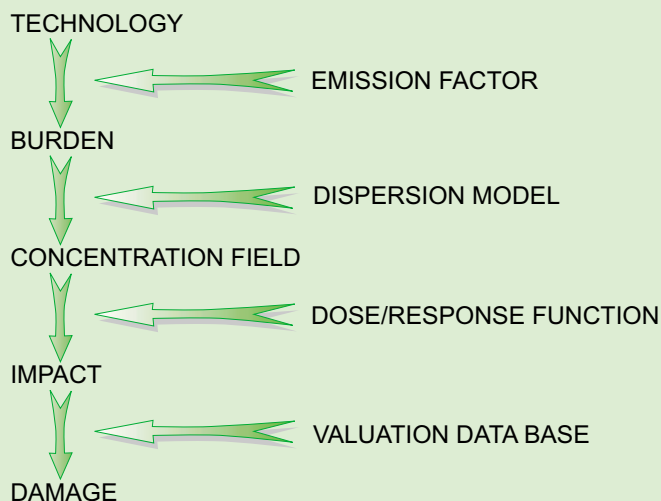 TECHNOLOGY
EMISSION FACTOR
BURDEN
DISPERSION MODEL
CONCENTRATION FIELD
DOSE/RESPONSE FUNCTION
IMPACT
VALUATION DATA BASE
DAMAGE